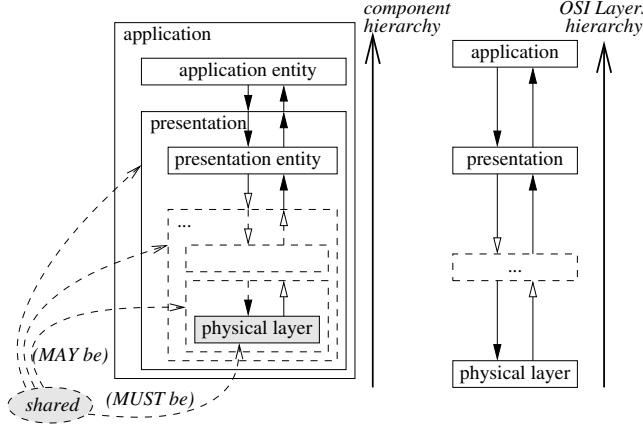 application
application entity
presentation
presentation entity
...
physical layer
(MAY be)
(MUST be)
shared
component
hierarchy
OSI Layer
hierarchy
application
presentation
...
physical layer